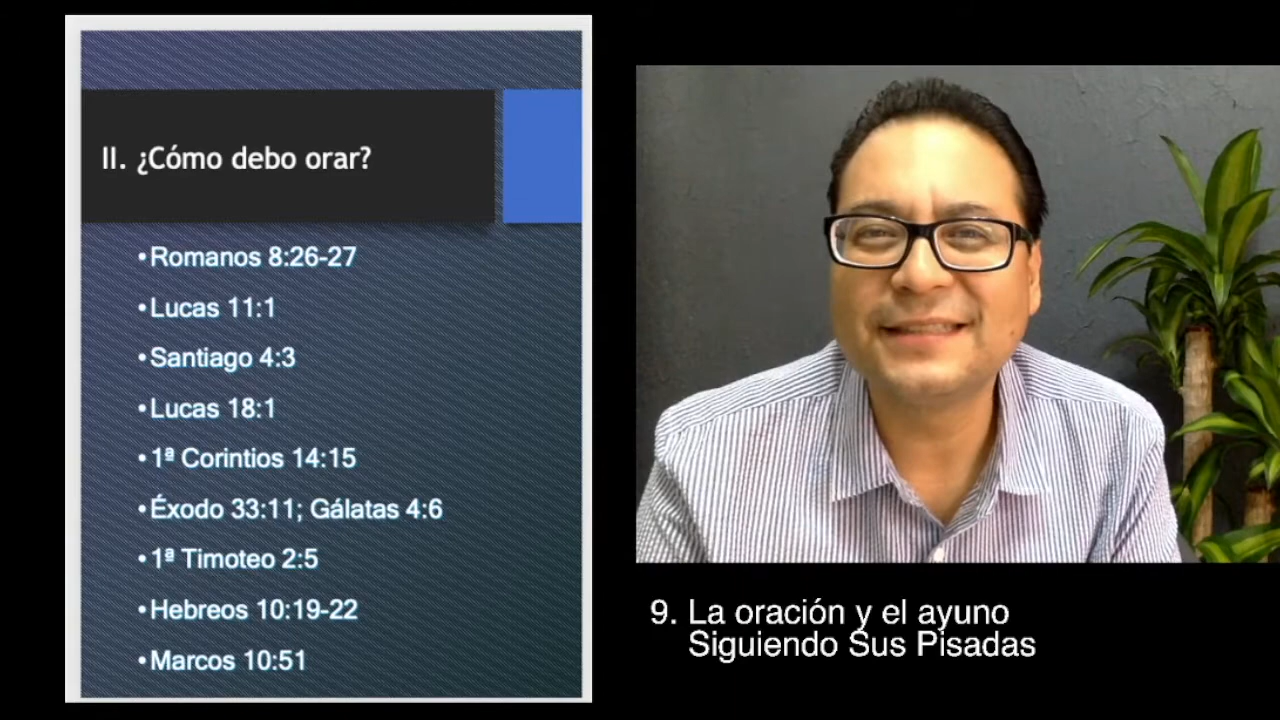 II. ¿Cómo debo orar?
•Romanos 8:26-27
•Lucas 11:1
•Santiago 4:3
•Lucas 18:1
•1ª Corintios 14:15
•Éxodo 33:11; Gálatas 4:6
•1ª Timoteo 2:5
•Hebreos 10:19-22
•Marcos 10:51
9. La oración y el ayuno
Siguiendo Sus Pisadas